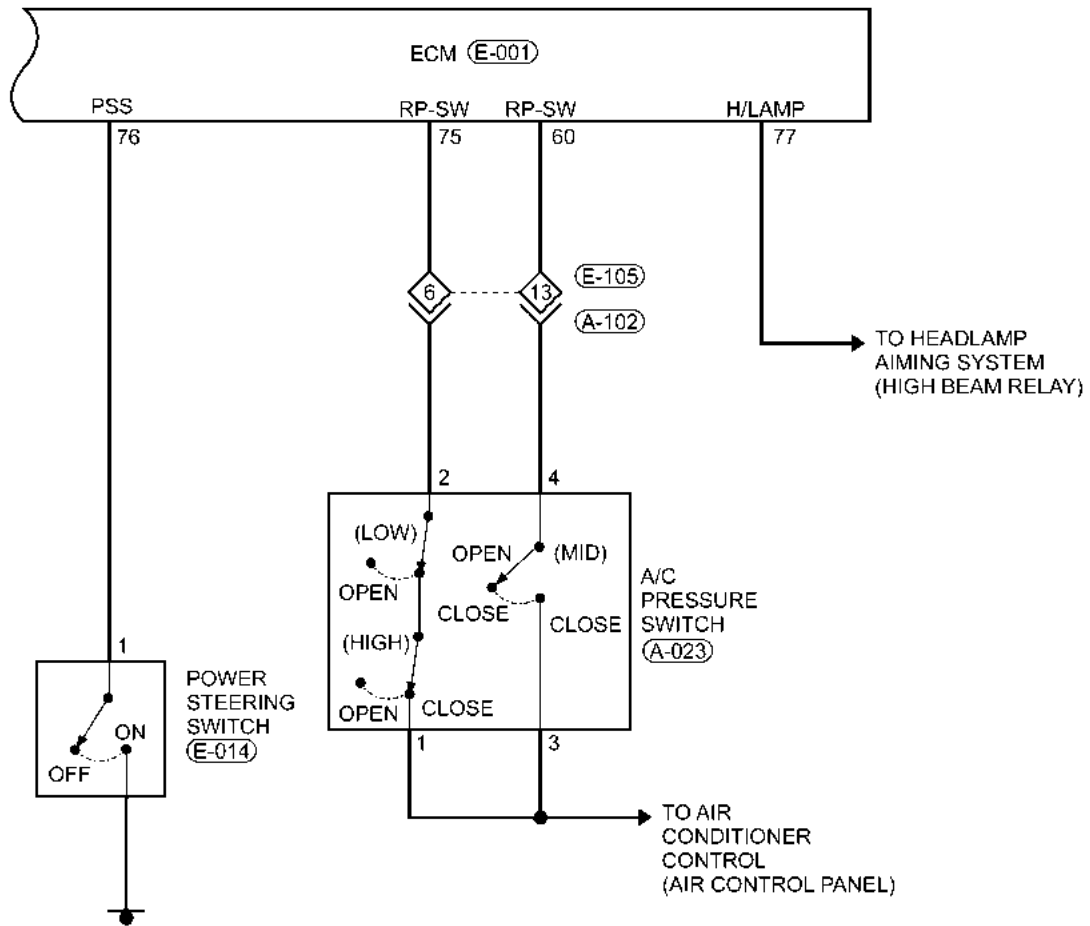 ECM E-001
PSS
RP-SW
RP-SW
H/LAMP
76
75
60
77
6
13
E-105
A-102
TO HEADLAMP
AIMING SYSTEM
(HIGH BEAM RELAY)
2
4
(LOW)
OPEN
(MID)
OPEN
CLOSE
CLOSE
(HIGH)
OPEN
CLOSE
A/C
PRESSURE
SWITCH
A-023
1
3
1
POWER
STEERING
SWITCH
E-014
ON
OFF
TO AIR
CONDITIONER
CONTROL
(AIR CONTROL PANEL)